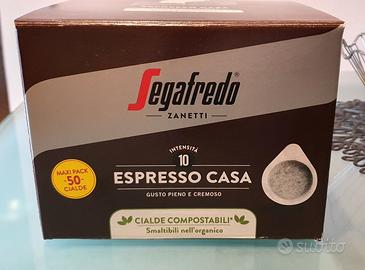 Segafredo®
ZANETTI
INTENSITÀ
10
ESPRESSO CASA
GUSTO PIENO E CREMOSO
MAXI PACK
-50-
CIALDE
CIALDE COMPOSTABILI*
Smaltibili nell'organico
subito